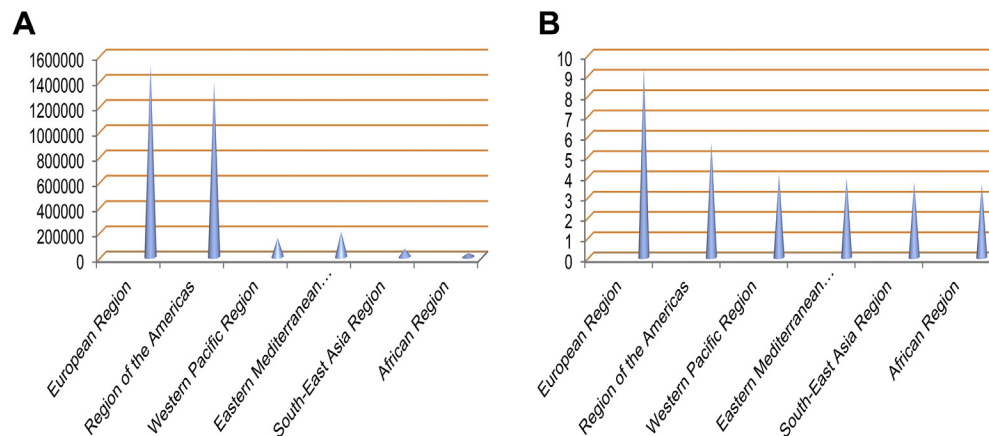 A
1600000
1400000
1200000
1000000
800000
600000
400000
200000
0
European Region
Region of the Americas
Western Pacific Region
Eastern Mediterranean...
South-East Asia Region
African Region
B
10
9
8
7
6
5
4
3
2
1
0
European Region
Region of the Americas
Western Pacific Region
Eastern Mediterranean...
South-East Asia Region
African Region